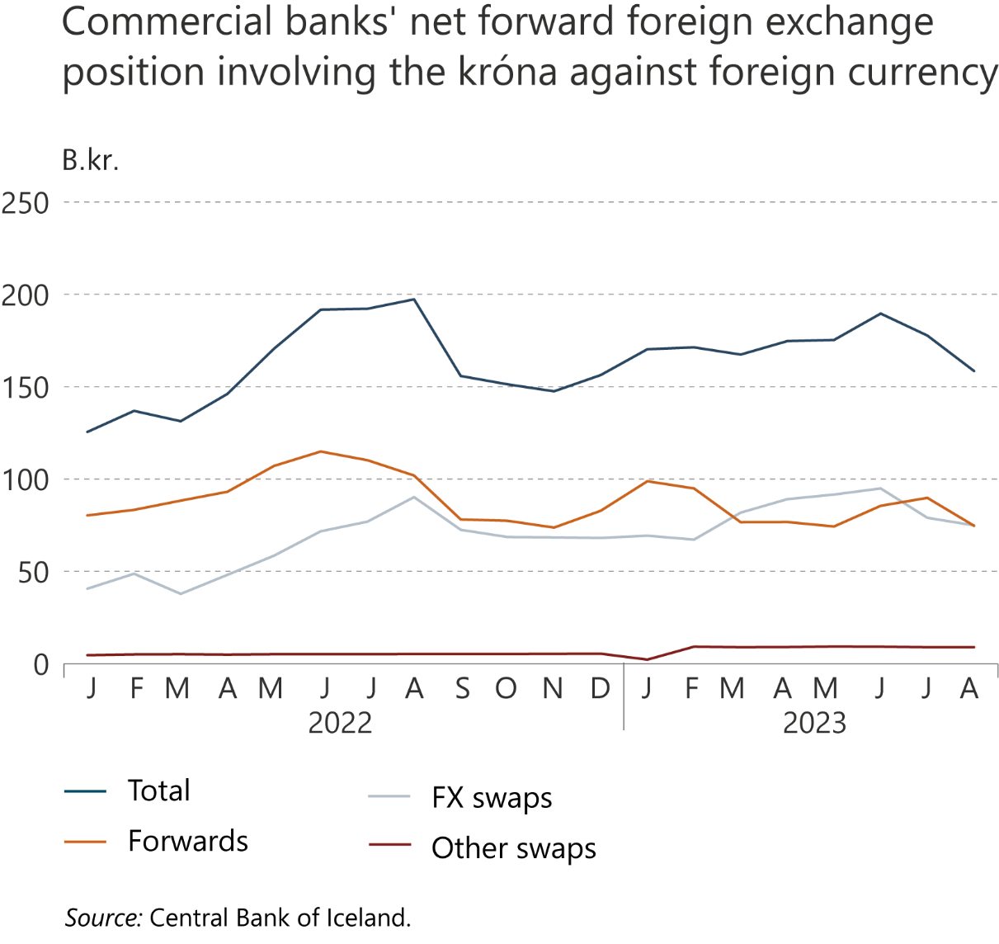 Commercial banks' net forward foreign exchange
position involving the króna against foreign currency
B.kr.
250
200
150
100
50
0
J F M A M J J A S O N D J F M A M J J A
2022 2023
Total
FX swaps
Forwards
Other swaps
Source: Central Bank of Iceland.